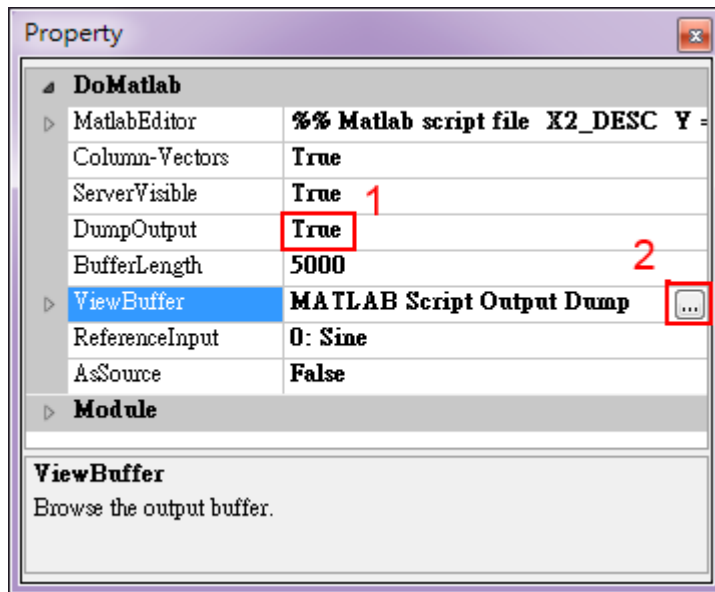 Property
DoMatlab
MatlabEditor %% Matlab script file X2_DESC Y =
Column-Vectors True
ServerVisible True 1
DumpOutput True
BufferLength 5000 2
ViewBuffer MATLAB Script Output Dump ...
ReferenceInput 0: Sine
AsSource False
Module
ViewBuffer
Browse the output buffer.